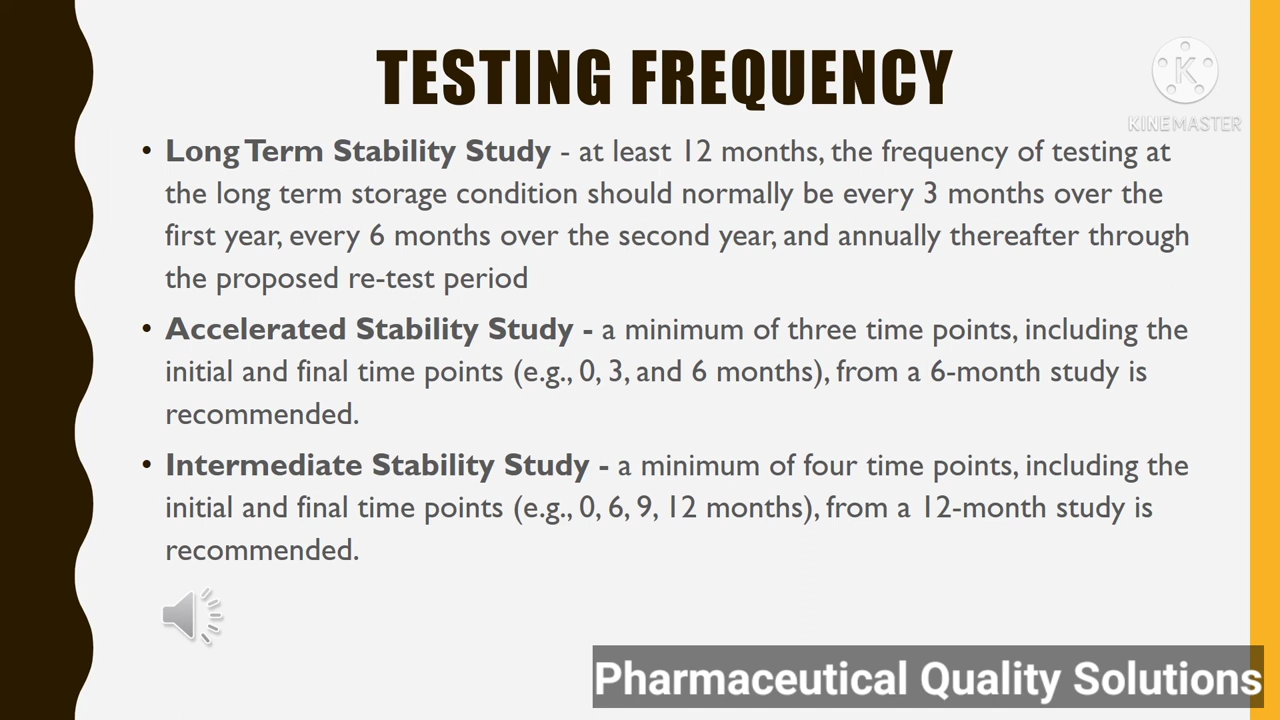 TESTING FREQUENCY
K
KINEMASTER
• Long Term Stability Study - at least 12 months, the frequency of testing at
the long term storage condition should normally be every 3 months over the
first year, every 6 months over the second year, and annually thereafter through
the proposed re-test period
• Accelerated Stability Study - a minimum of three time points, including the
initial and final time points (e.g., 0, 3, and 6 months), from a 6-month study is
recommended.
• Intermediate Stability Study - a minimum of four time points, including the
initial and final time points (e.g., 0, 6, 9, 12 months), from a 12-month study is
recommended.
Pharmaceutical Quality Solutions